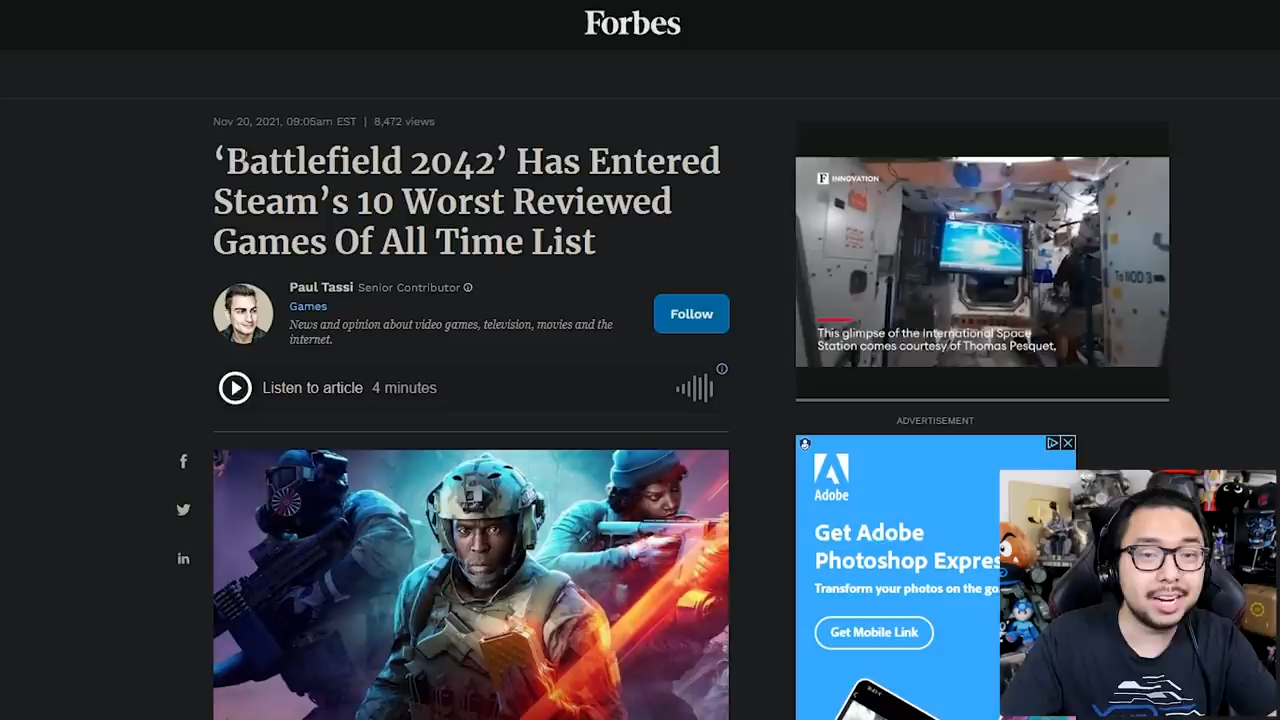 Forbes
Nov 20, 2021, 09:05am EST | 8,472 views
‘Battlefield 2042’ Has Entered
Steam’s 10 Worst Reviewed
Games Of All Time List
Paul Tassi Senior Contributor
Games
News and opinion about video games, television, movies and the
internet.
Follow
Listen to article 4 minutes
F INNOVATION
To NOD3
This glimpse of the International Space
Station comes courtesy of Thomas Pesquet,
ADVERTISEMENT
Adobe
Get Adobe
Photoshop Expres
Transform your photos on the go
Get Mobile Link